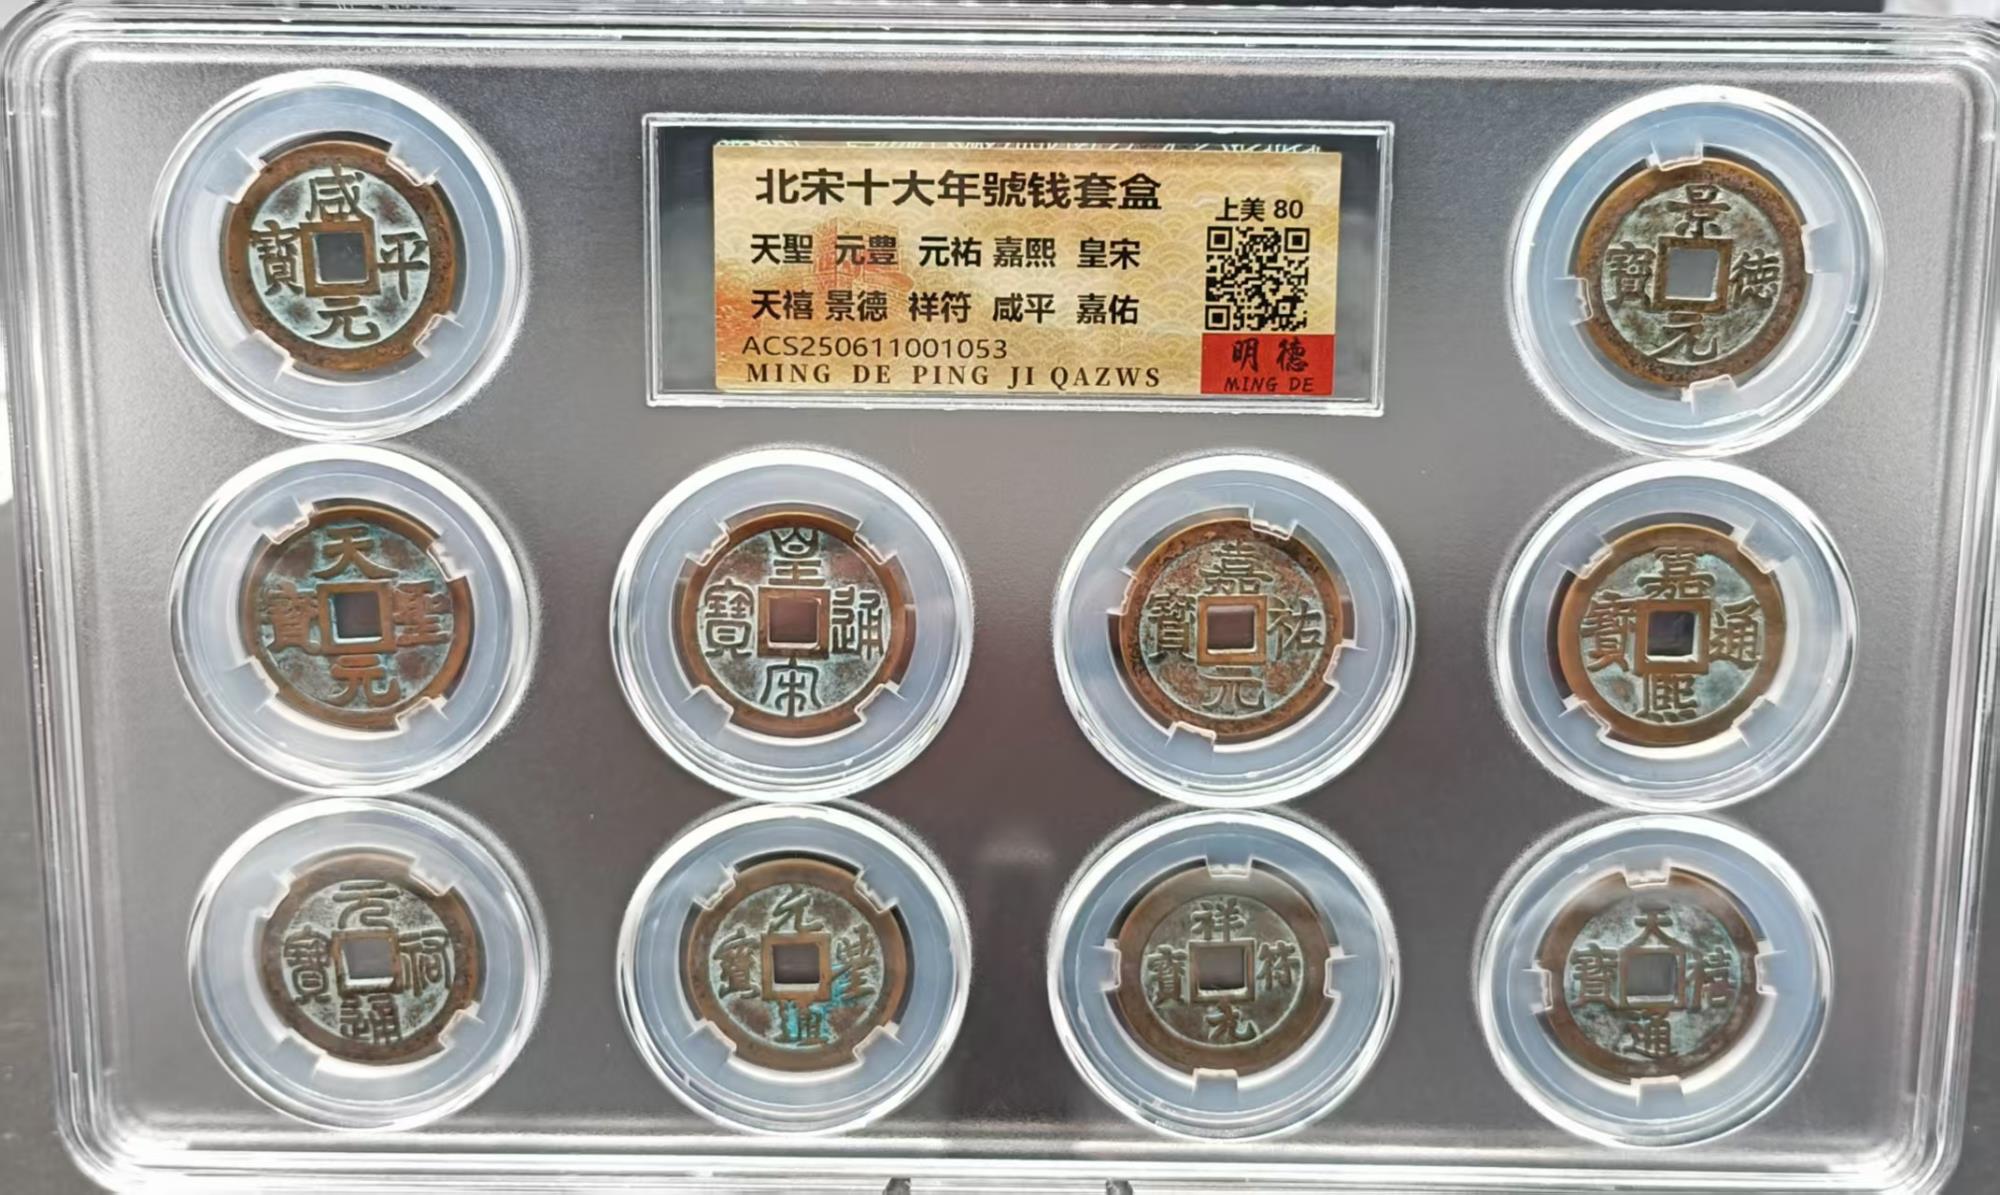 咸平元寶
北宋十大年號钱套盒
天聖 元豐 元祐 嘉熙 皇宋
天禧 景德 祥符 咸平 嘉佑
ACS250611001053
MING DE PING JI QAZWS
上美 80
明德
MING DE
景德元寶
天聖元寶
皇宋通寶
嘉祐元寶
嘉熙通寶
元祐通寶
元豐通寶
祥符元寶
天禧通寶